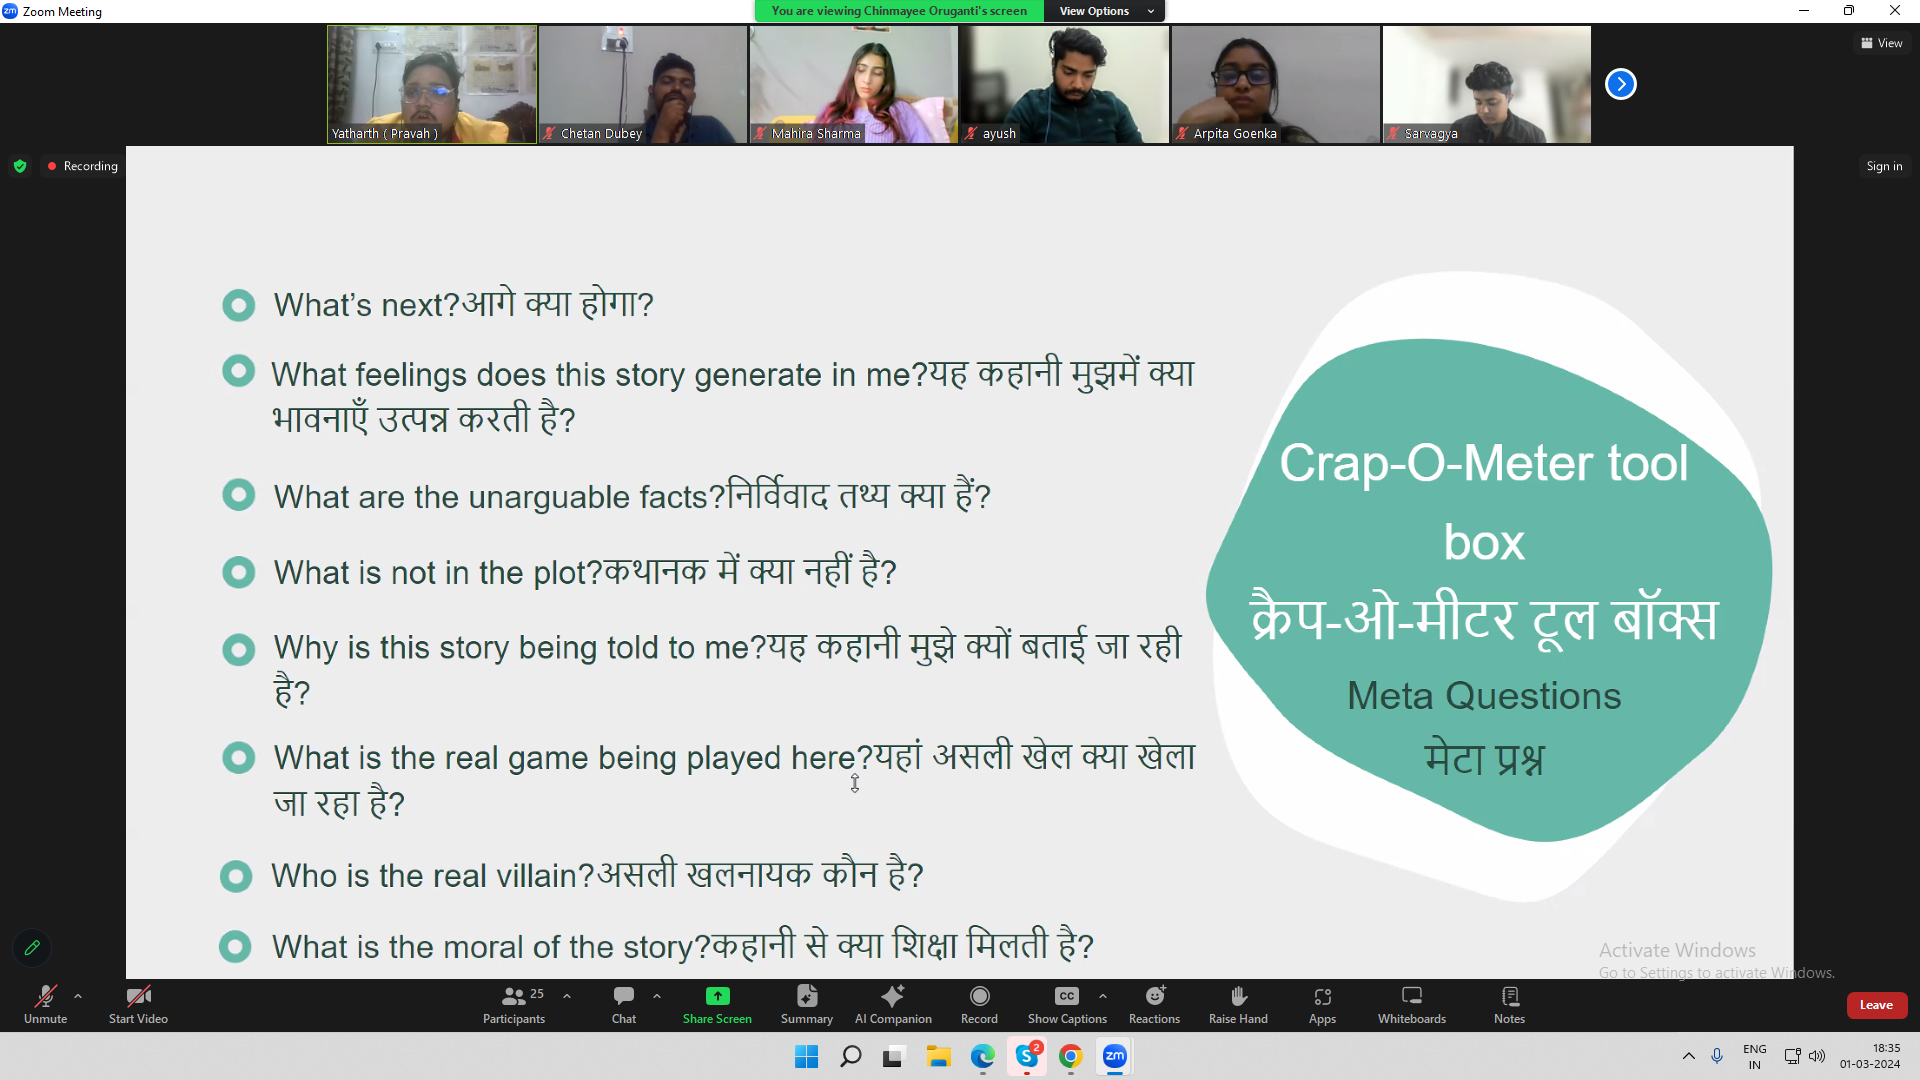 Zoom Meeting
You are viewing Chinmayee Oruganti's screen View Options
View
Yatharth ( Pravah )
Chetan Dubey
Mahira Sharma
ayush
Arpita Goenka
Sarvagya
Recording
Sign in
What’s next?आगे क्या होगा?
What feelings does this story generate in me?यह कहानी मुझमें क्या
भावनाएँ उत्पन्न करती है?
What are the unarguable facts?निर्विवाद तथ्य क्या हैं?
What is not in the plot?कथानक में क्या नहीं है?
Why is this story being told to me?यह कहानी मुझे क्यों बताई जा रही
है?
What is the real game being played here?यहां असली खेल क्या खेला
जा रहा है?
Who is the real villain?असली खलनायक कौन है?
What is the moral of the story?कहानी से क्या शिक्षा मिलती है?
Crap-O-Meter tool
box
क्रैप-ओ-मीटर टूल बॉक्स
Meta Questions
मेटा प्रश्न
Activate Windows
Go to Settings to activate Windows.
Unmute
Start Video
25
Participants
Chat
Share Screen
Summary
AI Companion
Record
CC
Show Captions
Reactions
Raise Hand
Apps
Whiteboards
Notes
Leave
S 2
zm
ENG
IN
18:35
01-03-2024